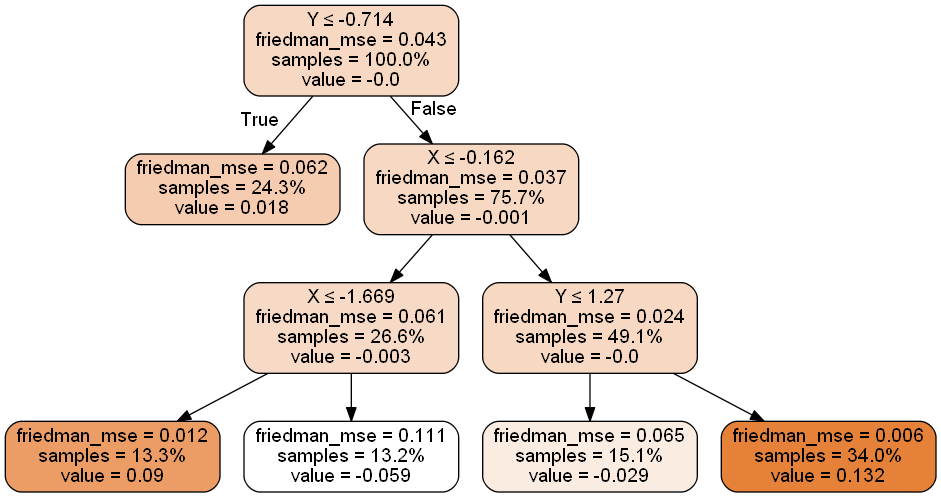 Y ≤ -0.714
friedman_mse = 0.043
samples = 100.0%
value = -0.0
True
False
friedman_mse = 0.062
samples = 24.3%
value = 0.018
X ≤ -0.162
friedman_mse = 0.037
samples = 75.7%
value = -0.001
X ≤ -1.669
friedman_mse = 0.061
samples = 26.6%
value = -0.003
Y ≤ 1.27
friedman_mse = 0.024
samples = 49.1%
value = -0.0
friedman_mse = 0.012
samples = 13.3%
value = 0.09
friedman_mse = 0.111
samples = 13.2%
value = -0.059
friedman_mse = 0.065
samples = 15.1%
value = -0.029
friedman_mse = 0.006
samples = 34.0%
value = 0.132